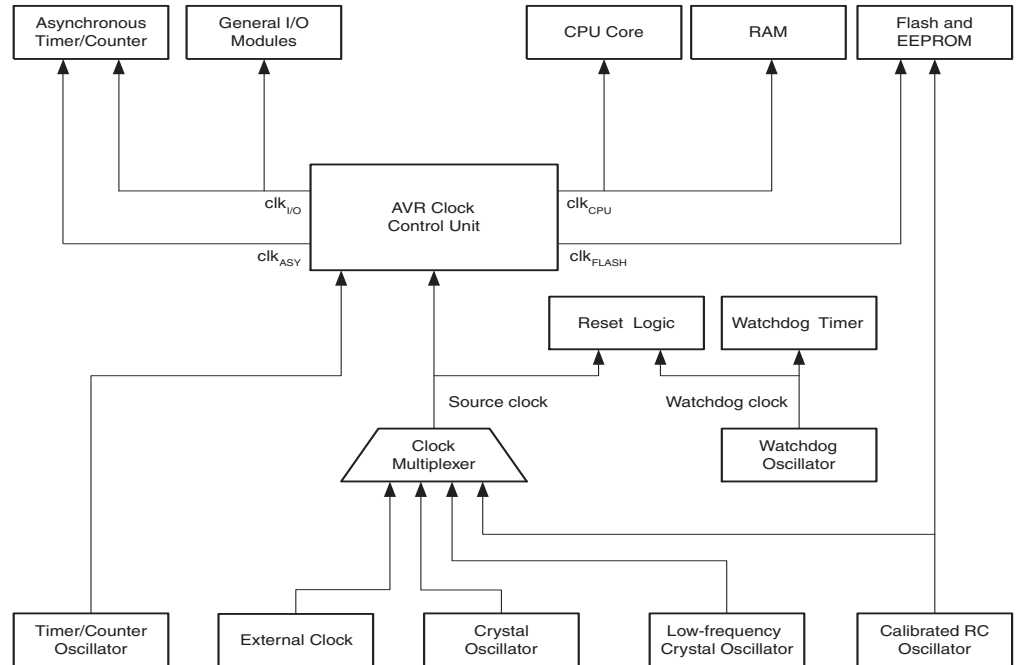 Asynchronous
Timer/Counter
General I/O
Modules
CPU Core
RAM
Flash and
EEPROM
clkI/O
AVR Clock
Control Unit
clkCPU
clkASY
clkFLASH
Reset Logic
Watchdog Timer
Source clock
Watchdog clock
Clock
Multiplexer
Watchdog
Oscillator
Timer/Counter
Oscillator
External Clock
Crystal
Oscillator
Low-frequency
Crystal Oscillator
Calibrated RC
Oscillator